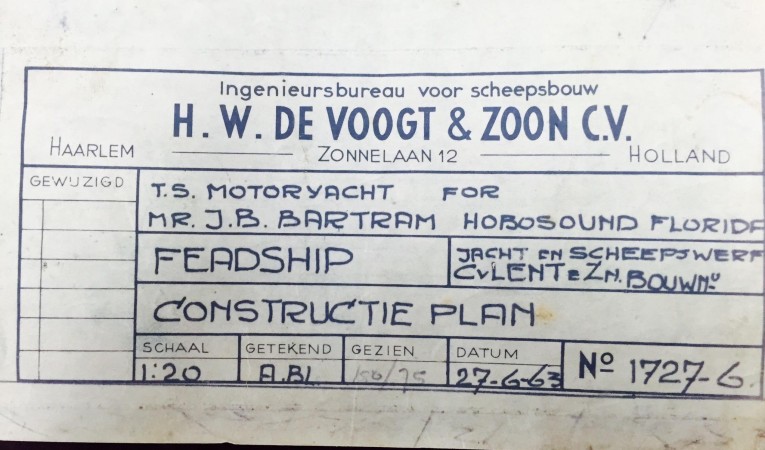 Ingenieursbureau voor scheepsbouw
H. W. DE VOOGT & ZOON C.V.
HAARLEM ZONNELAAN 12 HOLLAND
GEWIJZIGD
T.S. MOTORYACHT FOR
MR. J.B. BARTRAM HOBOSOUND FLORIDA
FEADSHIP
JACHT EN SCHEEPSWERF
C.v.LENT & ZN. BOUWNº
CONSTRUCTIE PLAN
SCHAAL GETEKEND GEZIEN DATUM
1:20 A.Bl. 27-6-63
Nº 1727-6